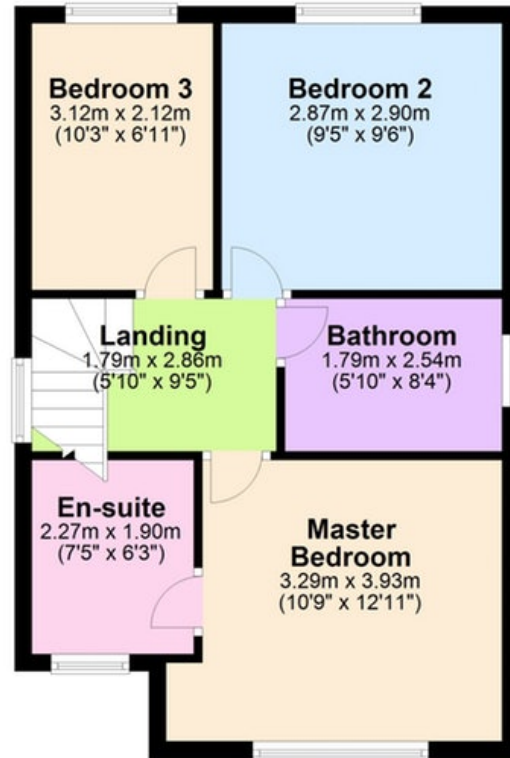 Bedroom 3
3.12m x 2.12m
(10'3" x 6'11")
Bedroom 2
2.87m x 2.90m
(9'5" x 9'6")
Landing
1.79m x 2.86m
(5'10" x 9'5")
Bathroom
1.79m x 2.54m
(5'10" x 8'4")
En-suite
2.27m x 1.90m
(7'5" x 6'3")
Master
Bedroom
3.29m x 3.93m
(10'9" x 12'11")